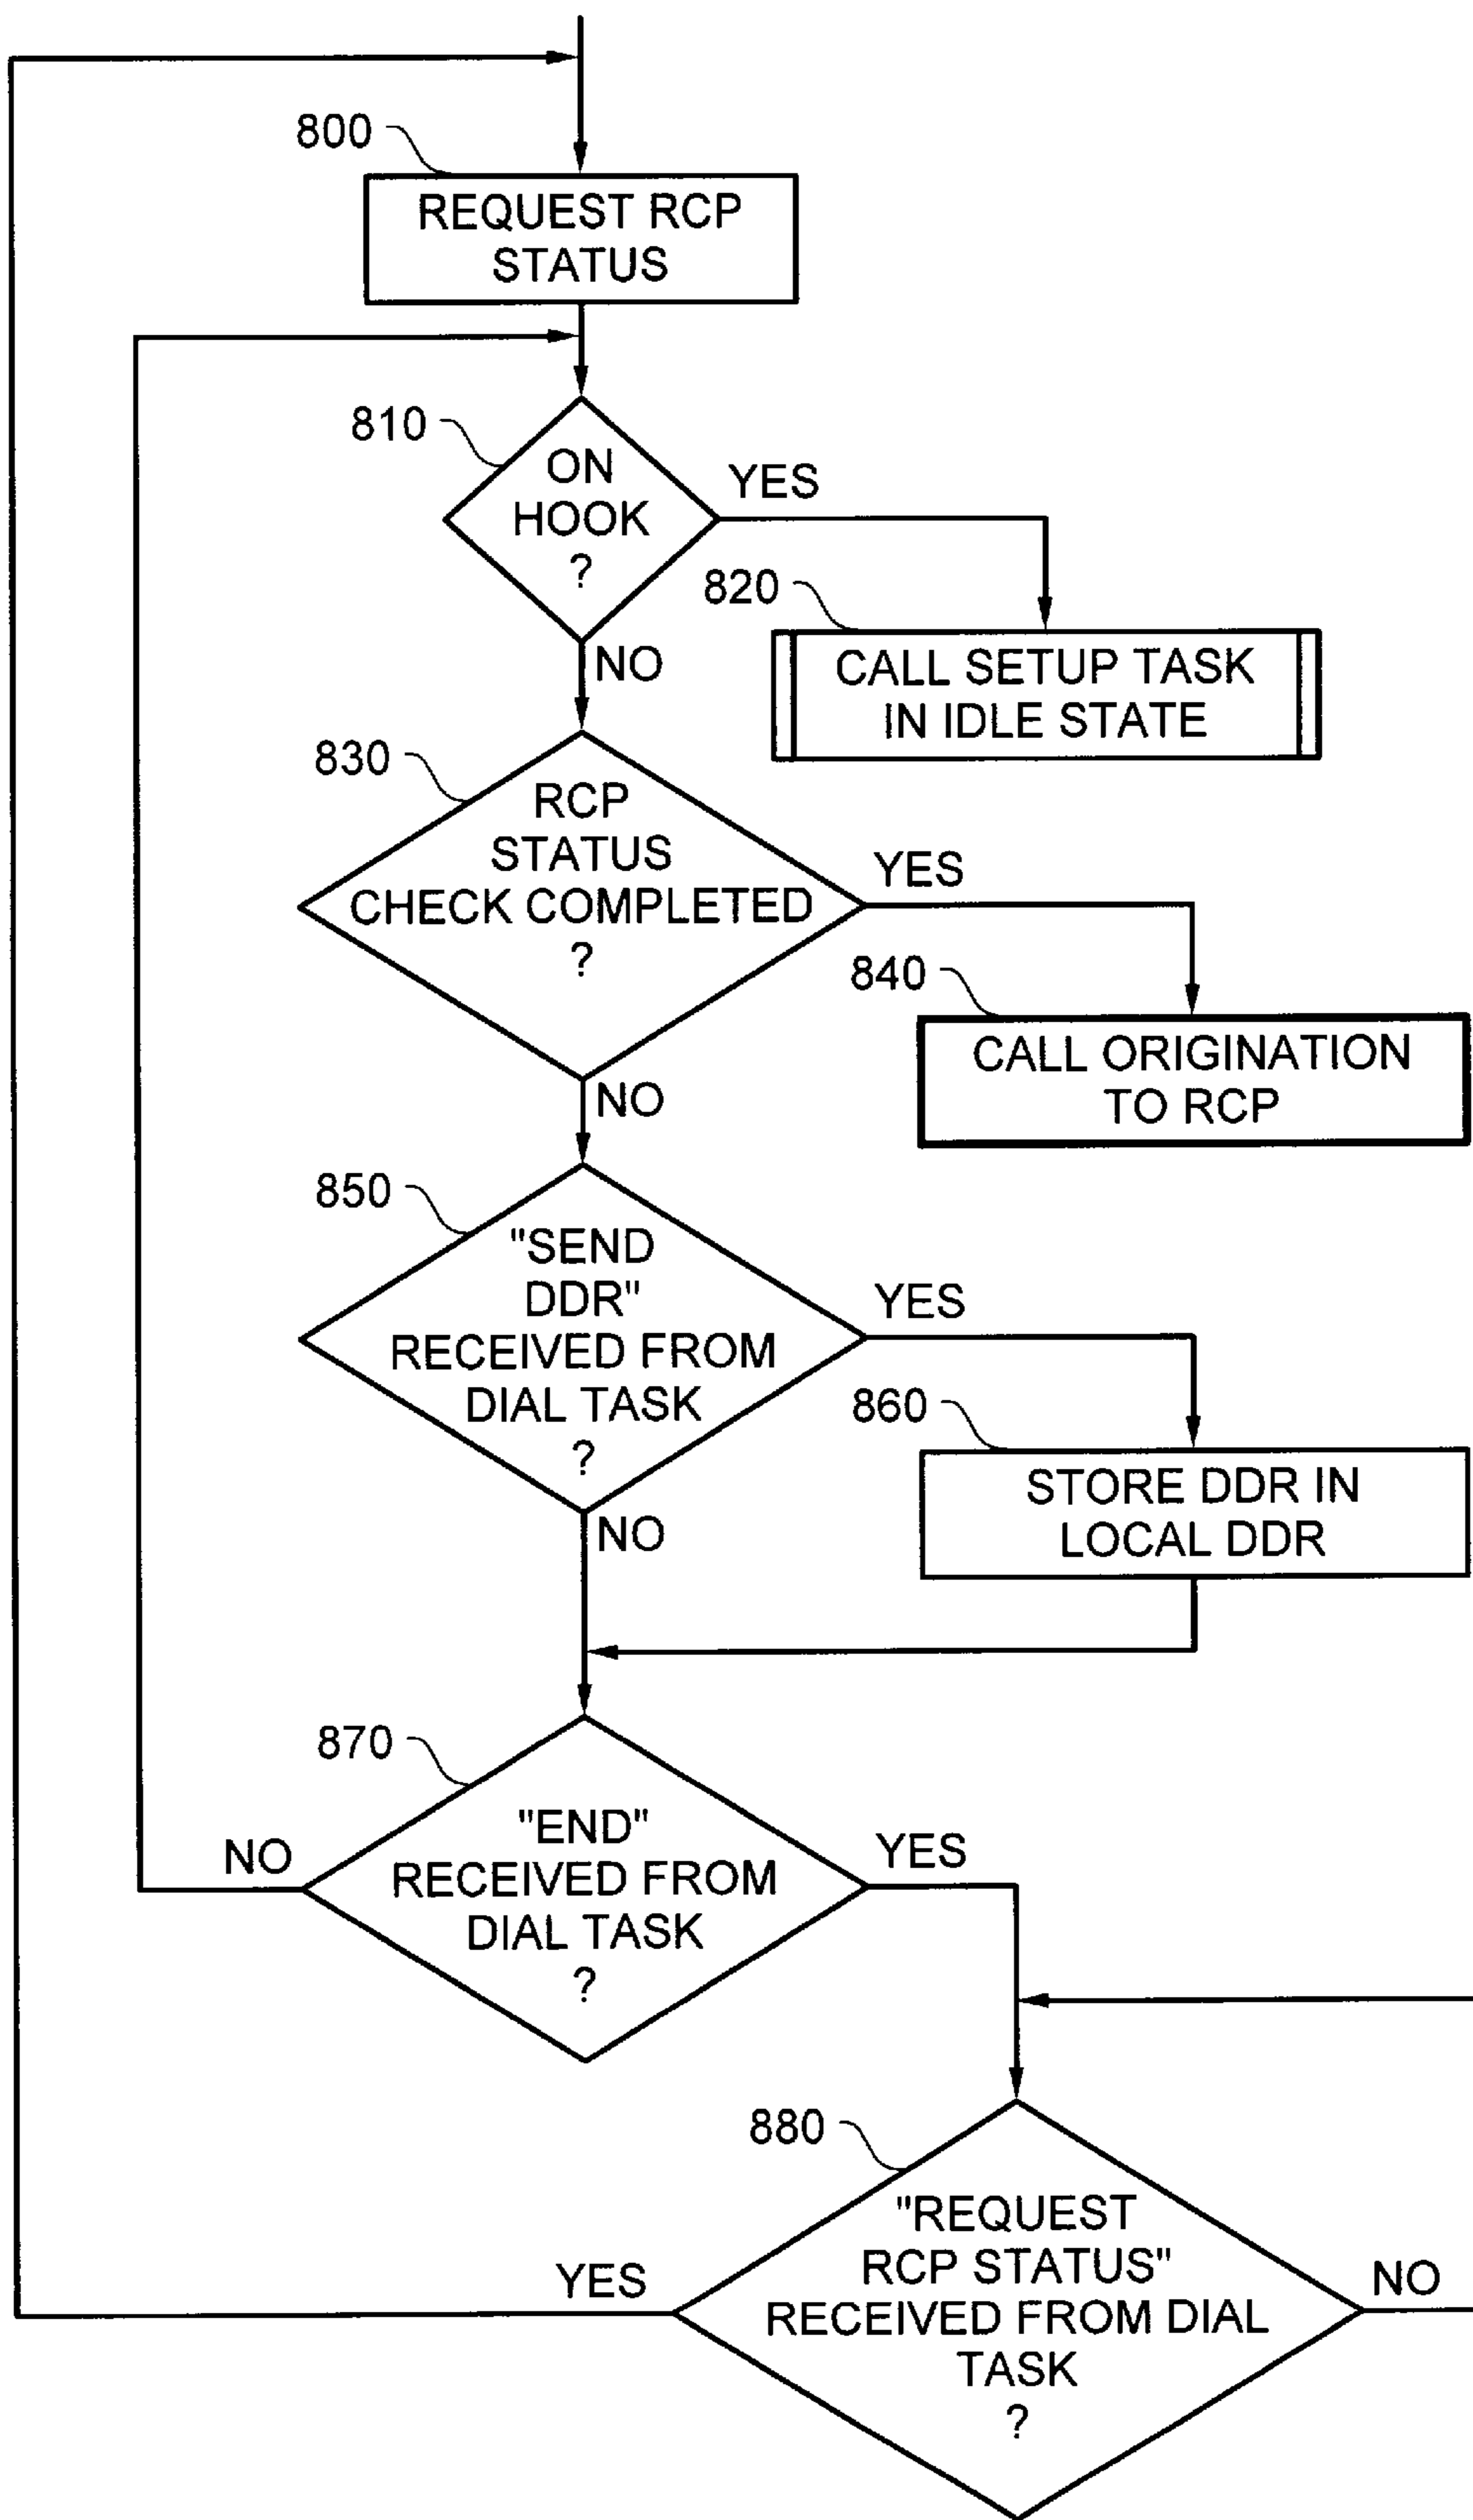 800
REQUEST RCP
STATUS
810
ON
HOOK
?
YES
NO
820
CALL SETUP TASK
IN IDLE STATE
830
RCP
STATUS
CHECK COMPLETED
?
YES
NO
840
CALL ORIGINATION
TO RCP
850
"SEND
DDR"
RECEIVED FROM
DIAL TASK
?
YES
NO
860
STORE DDR IN
LOCAL DDR
870
"END"
RECEIVED FROM
DIAL TASK
?
NO
YES
880
"REQUEST
RCP STATUS"
RECEIVED FROM DIAL
TASK
?
YES
NO